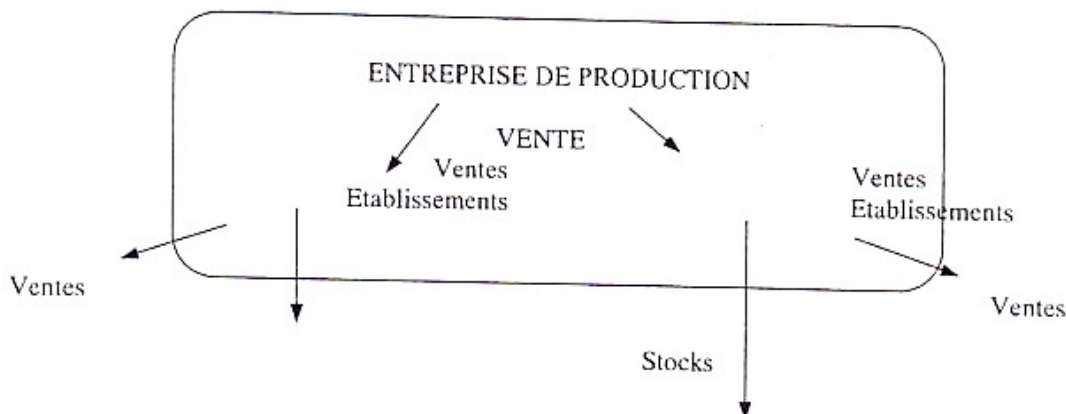 ENTREPRISE DE PRODUCTION
VENTE
Ventes
Etablissements
Ventes
Etablissements
Ventes
Ventes
Stocks